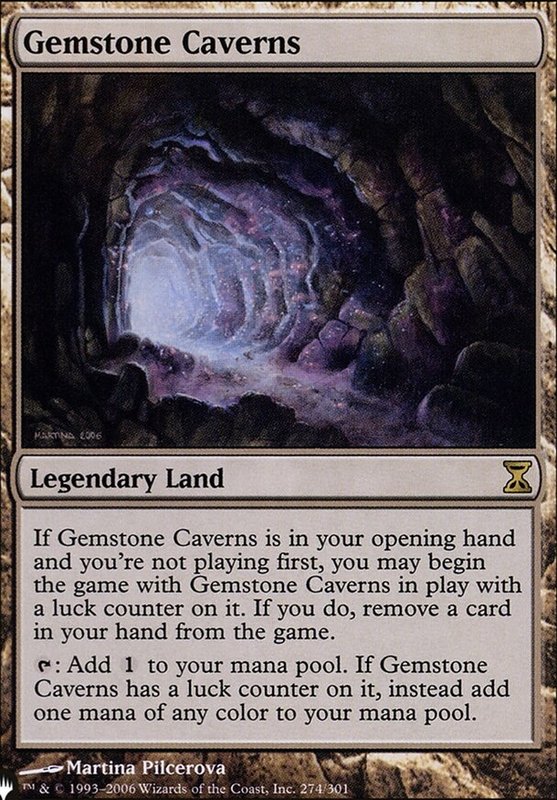 Gemstone Caverns
MARTINA 2006
Legendary Land
If Gemstone Caverns is in your opening hand
and you're not playing first, you may begin
the game with Gemstone Caverns in play with
a luck counter on it. If you do, remove a card
in your hand from the game.
: Add 1 to your mana pool. If Gemstone
Caverns has a luck counter on it, instead add
one mana of any color to your mana pool.
Martina Pilcerova
™ & © 1993–2006 Wizards of the Coast, Inc. 274/301